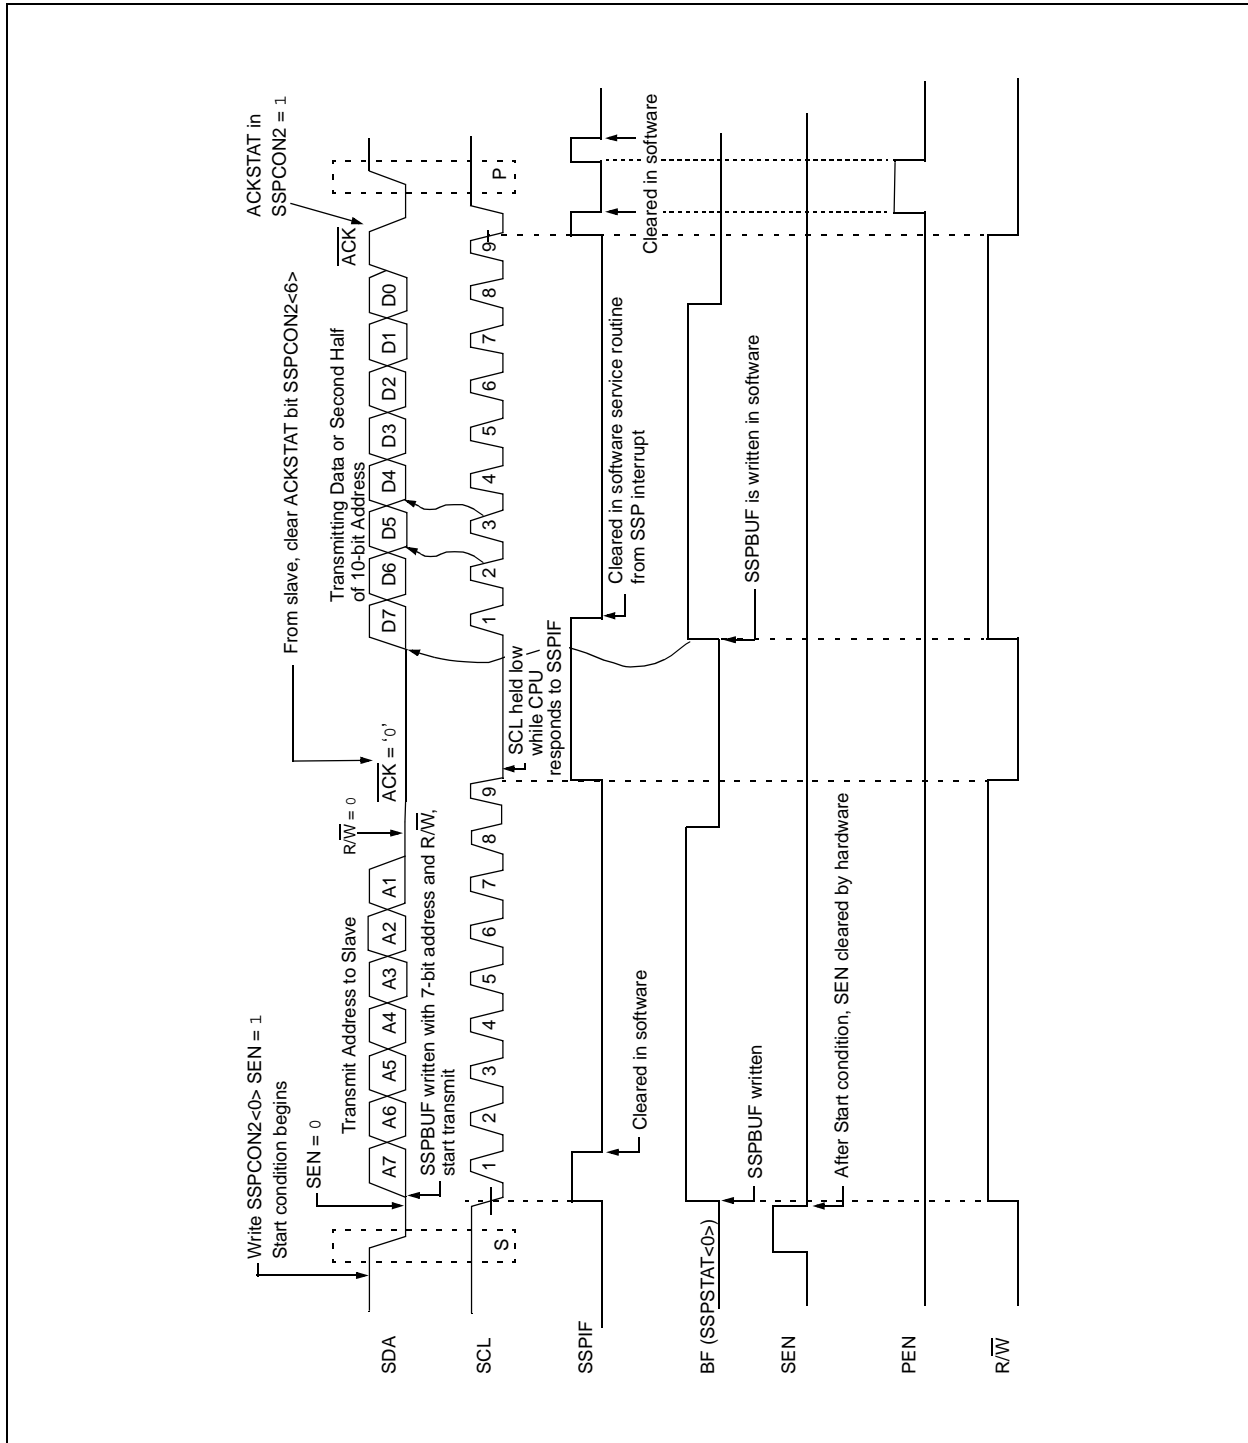 Write SSPCON2<0> SEN = 1
Start condition begins
SEN = 0
Transmit Address to Slave
R/W = 0
From slave, clear ACKSTAT bit SSPCON2<6>
ACK = ‘0’
Transmitting Data or Second Half
of 10-bit Address
ACKSTAT in
SSPCON2 = 1
ACK
SDA
A7 A6 A5 A4 A3 A2 A1
D7 D6 D5 D4 D3 D2 D1 D0
SSPBUF written with 7-bit address and R/W,
start transmit
SCL
S
1 2 3 4 5 6 7 8 9
1 2 3 4 5 6 7 8 9
P
SCL held low
while CPU
responds to SSPIF
SSPIF
Cleared in software
Cleared in software service routine
from SSP interrupt
Cleared in software
BF (SSPSTAT<0>)
SSPBUF written
SSPBUF is written in software
SEN
After Start condition, SEN cleared by hardware
PEN
R/W